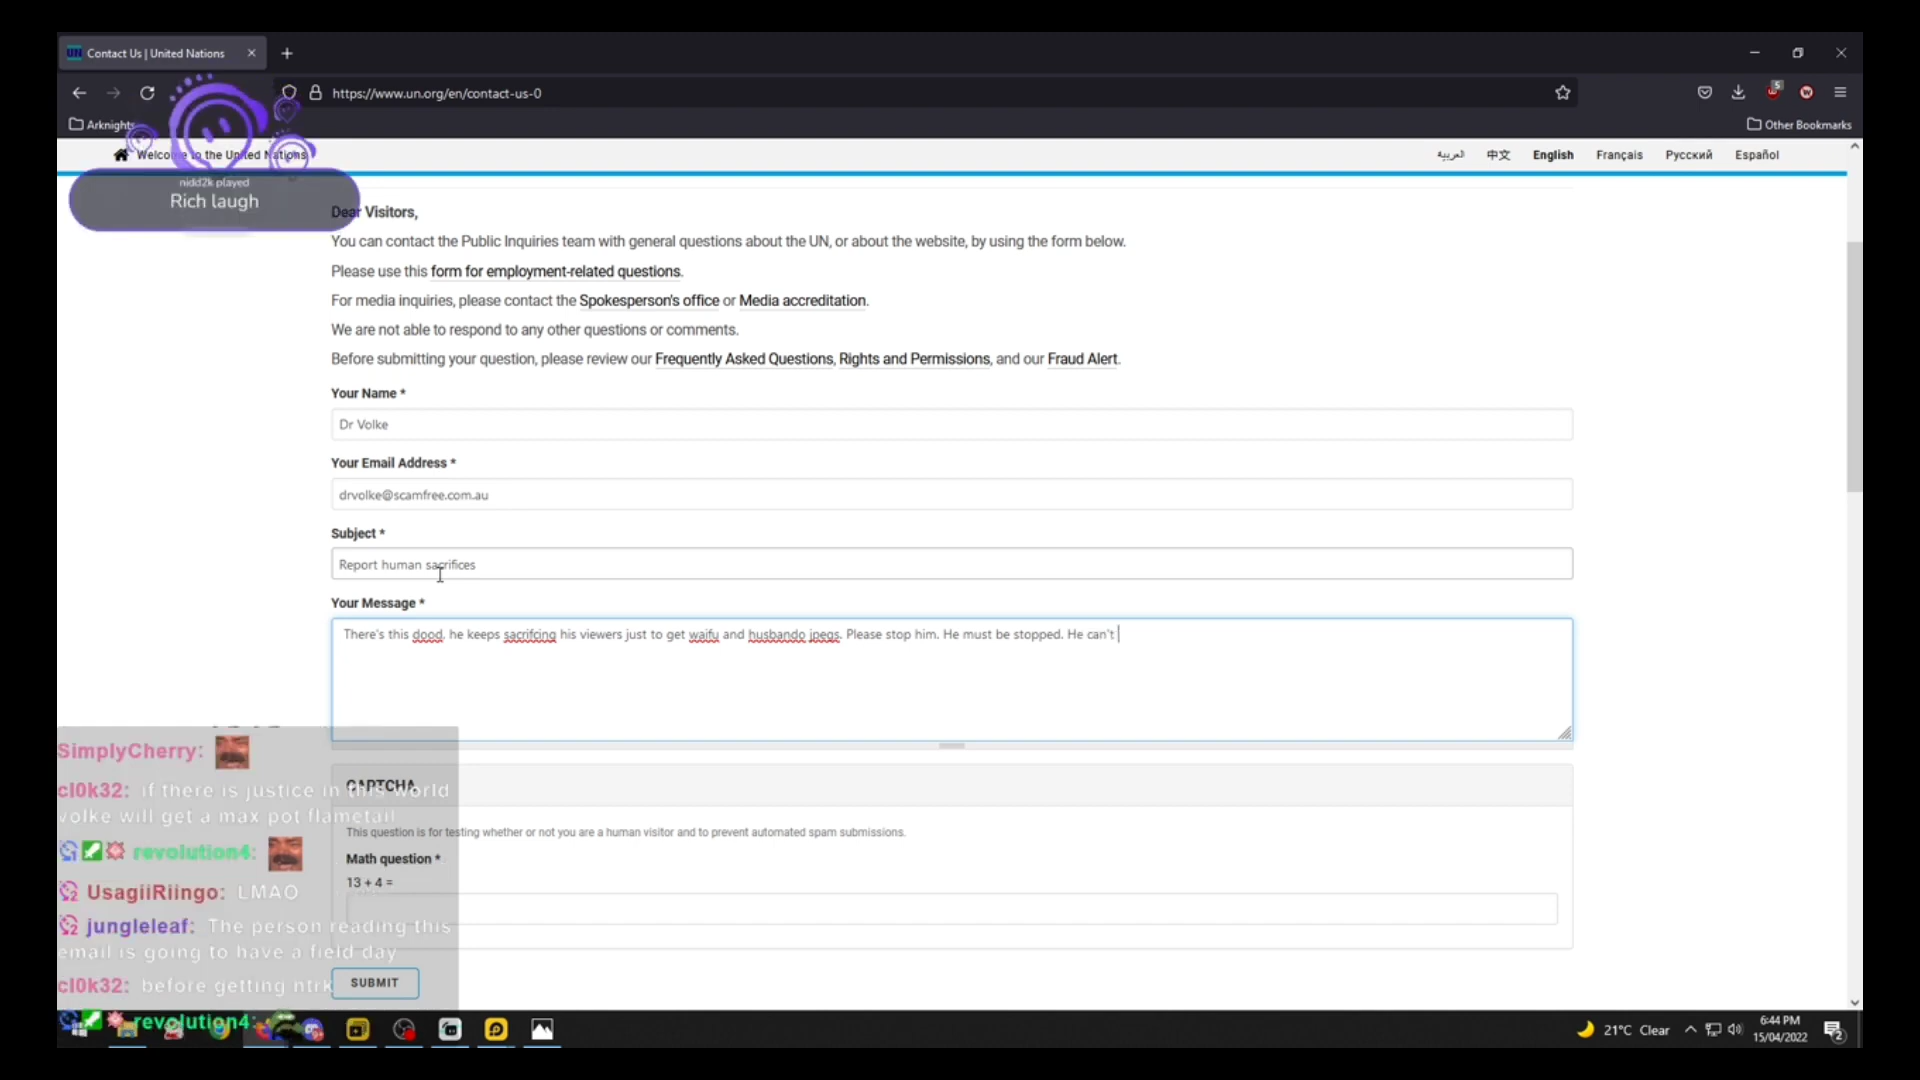 Contact Us | United Nations
https://www.un.org/en/contact-us-0
Arknights
Other Bookmarks
Welcome to the United Nations
العربية
中文
English
Français
Русский
Español
nidd2k played
Rich laugh
Dear Visitors,
You can contact the Public Inquiries team with general questions about the UN, or about the website, by using the form below.
Please use this form for employment-related questions.
For media inquiries, please contact the Spokesperson's office or Media accreditation.
We are not able to respond to any other questions or comments.
Before submitting your question, please review our Frequently Asked Questions, Rights and Permissions, and our Fraud Alert.
Your Name *
Dr Volke
Your Email Address *
drvolke@scamfree.com.au
Subject *
Report human sacrifices
Your Message *
There's this dood. he keeps sacrifcing his viewers just to get waifu and husbando jpegs. Please stop him. He must be stopped. He can't
CAPTCHA
This question is for testing whether or not you are a human visitor and to prevent automated spam submissions.
Math question *
13 + 4 =
SUBMIT
SimplyCherry:
cl0k32: if there is justice in this world
volke will get a max pot flametail
revolution4:
UsagiiRiingo: LMAO
jungleleaf: The person reading this
email is going to have a field day
cl0k32: before getting ntrk
revolution4:
21°C Clear
6:44 PM
15/04/2022
2